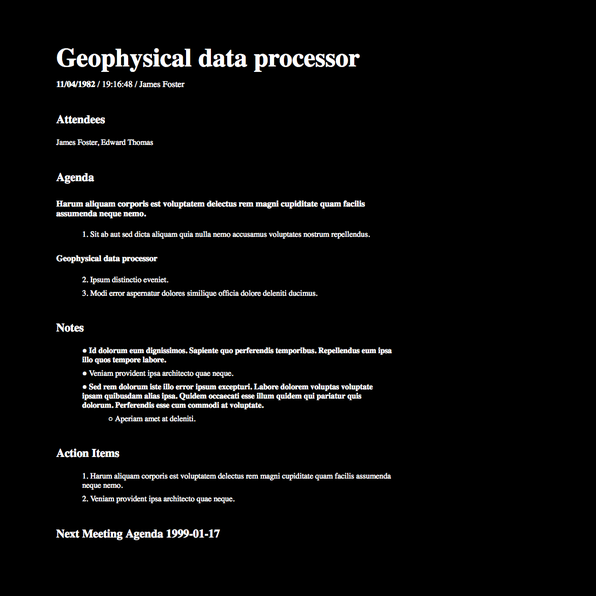 Geophysical data processor
11/04/1982 / 19:16:48 / James Foster
Attendees
James Foster, Edward Thomas
Agenda
Harum aliquam corporis est voluptatem delectus rem magni cupiditate quam facilis
assumenda neque nemo.
1. Sit ab aut sed dicta aliquam quia nulla nemo accusamus voluptates nostrum repellendus.
Geophysical data processor
2. Ipsum distinctio eveniet.
3. Modi error aspernatur dolores similique officia dolore deleniti ducimus.
Notes
● Id dolorum eum dignissimos. Sapiente quo perferendis temporibus. Repellendus eum ipsa
illo quos tempore labore.
● Veniam provident ipsa architecto quae neque.
● Sed rem dolorum iste illo error ipsum excepturi. Labore dolorem voluptas voluptate
ipsam quibusdam alias ipsa. Quidem occaecati esse illum quidem qui pariatur quis
dolorum. Perferendis esse cum commodi at voluptate.
○ Aperiam amet at deleniti.
Action Items
1. Harum aliquam corporis est voluptatem delectus rem magni cupiditate quam facilis assumenda
neque nemo.
2. Veniam provident ipsa architecto quae neque.
Next Meeting Agenda 1999-01-17